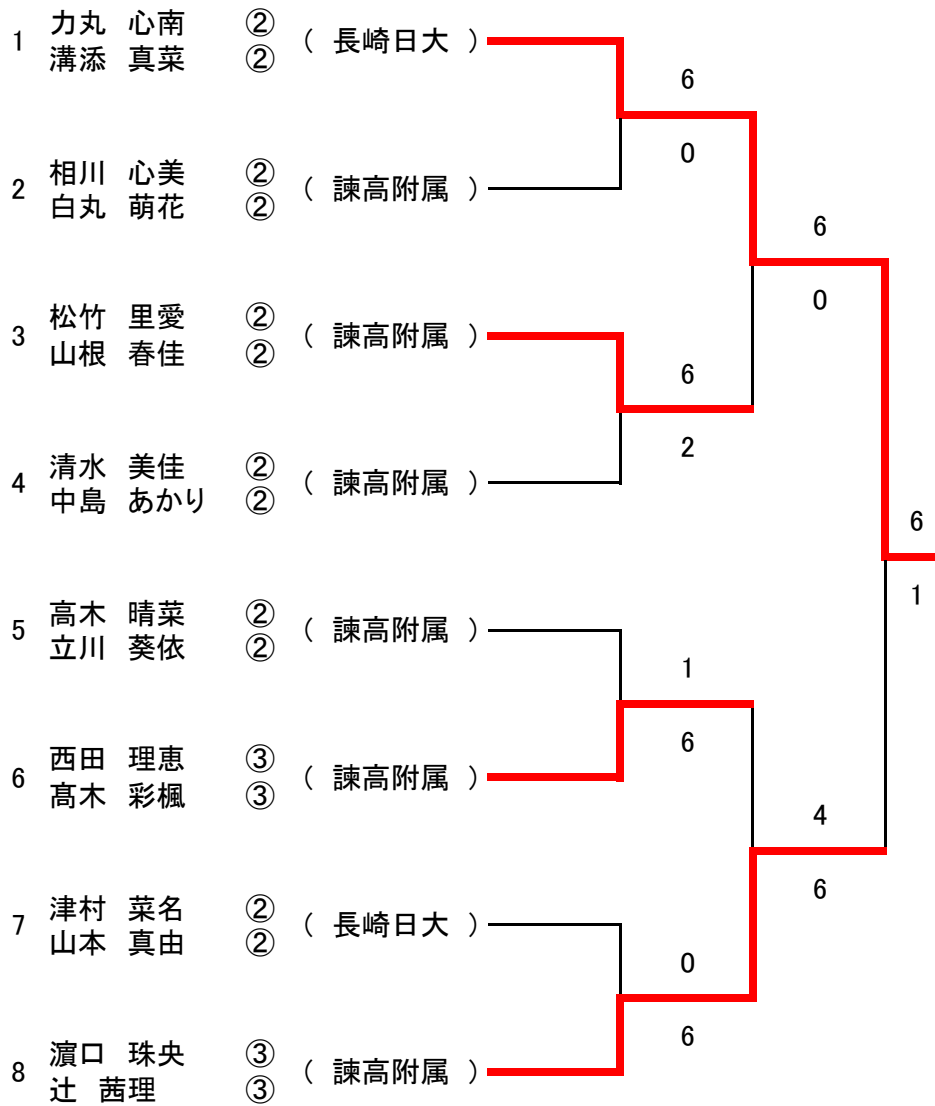 1 力丸 心南 ② ( 長崎日大 )
溝添 真菜 ②
6
0
2 相川 心美 ② ( 諫高附属 )
白丸 萌花 ②
6
0
3 松竹 里愛 ② ( 諫高附属 )
山根 春佳 ②
6
2
4 清水 美佳 ② ( 諫高附属 )
中島 あかり ②
6
1
5 高木 晴菜 ② ( 諫高附属 )
立川 葵依 ②
1
6
6 西田 理恵 ③ ( 諫高附属 )
髙木 彩楓 ③
4
6
7 津村 菜名 ② ( 長崎日大 )
山本 真由 ②
0
6
8 濵口 珠央 ③ ( 諫高附属 )
辻 茜理 ③